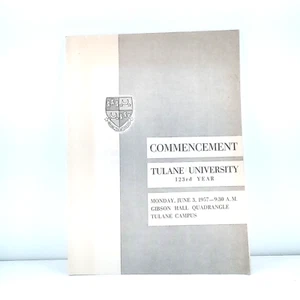 COMMENCEMENT
TULANE UNIVERSITY
123rd YEAR
MONDAY, JUNE 3, 1957—9:30 A.M.
GIBSON HALL QUADRANGLE
TULANE CAMPUS